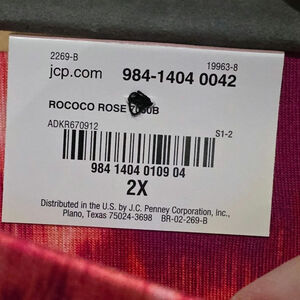 2269-B 19963-8
jcp.com 984-1404 0042
ROCOCO ROSE 7060B
ADKR670912
S1-2
984 1404 0109 04
2X
Distributed in the U.S. by J.C. Penney Corporation, Inc.,
Plano, Texas 75024-3698 BR-02-269-B